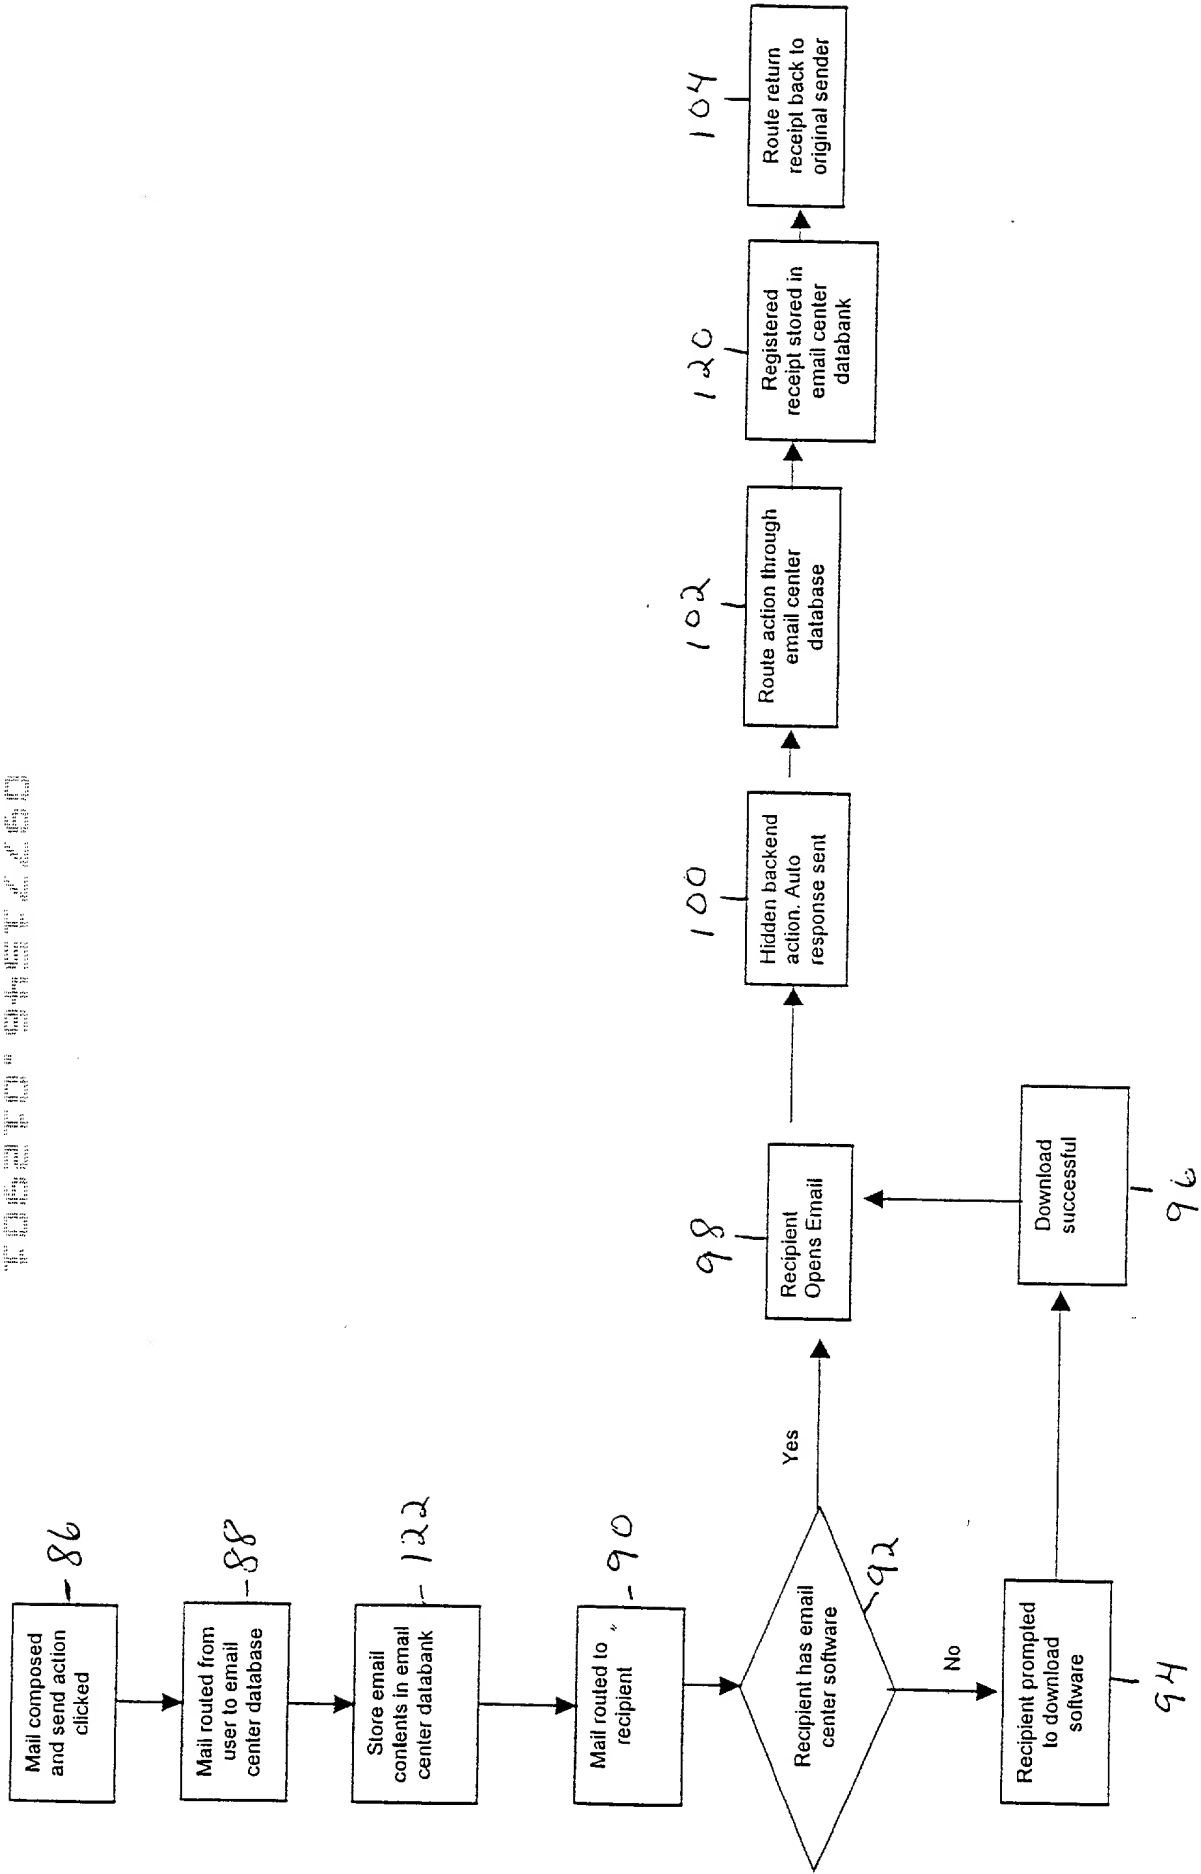 Mail composed
and send action
clicked
- 86
Mail routed from
user to email
center database
- 88
Store email
contents in email
center databank
- 122
Mail routed to
recipient
- 90
Recipient has email
center software
92
Yes
No
Recipient prompted
to download
software
94
Download
successful
96
98
Recipient
Opens Email
100
Hidden backend
action. Auto
response sent
102
Route action through
email center
database
120
Registered
receipt stored in
email center
databank
104
Route return
receipt back to
original sender